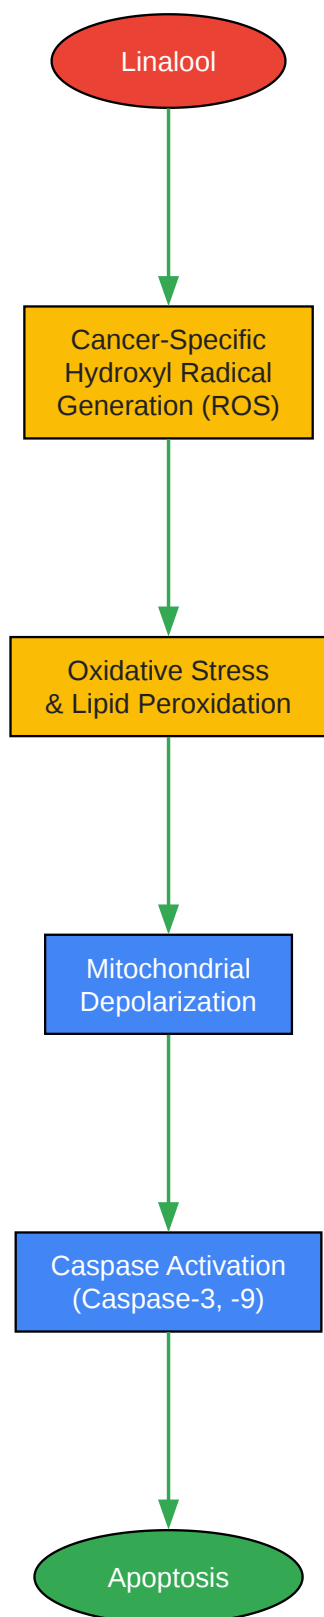 Linalool
Cancer-Specific
Hydroxyl Radical
Generation (ROS)
Oxidative Stress
& Lipid Peroxidation
Mitochondrial
Depolarization
Caspase Activation
(Caspase-3, -9)
Apoptosis